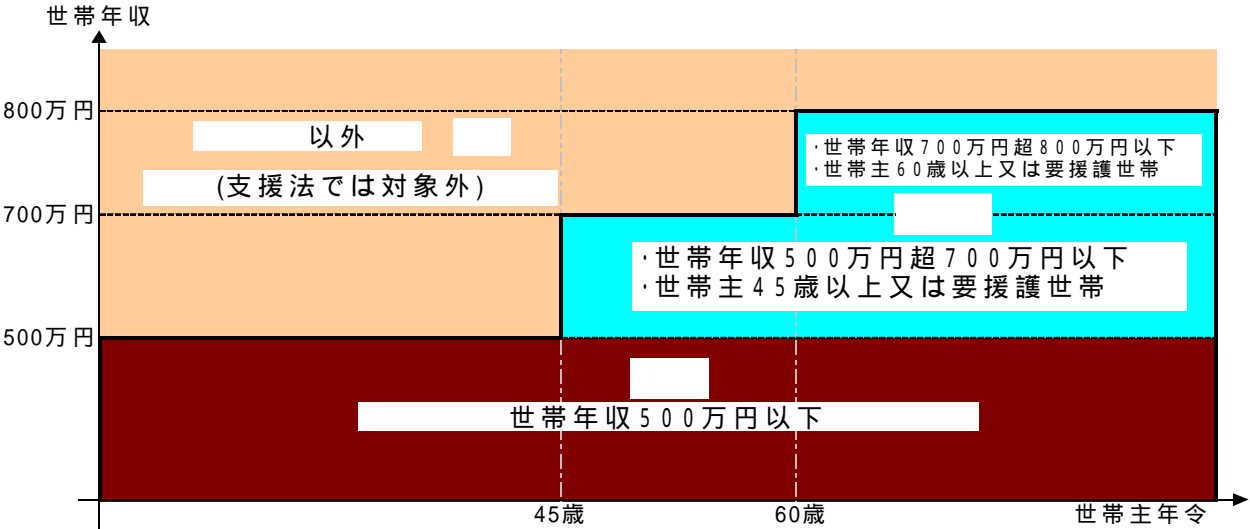 世帯年収
800万円
以外
・世帯年収700万円超800万円以下
・世帯主60歳以上又は要援護世帯
(支援法では対象外)
700万円
・世帯年収500万円超700万円以下
・世帯主45歳以上又は要援護世帯
500万円
世帯年収500万円以下
45歳
60歳
世帯主年令